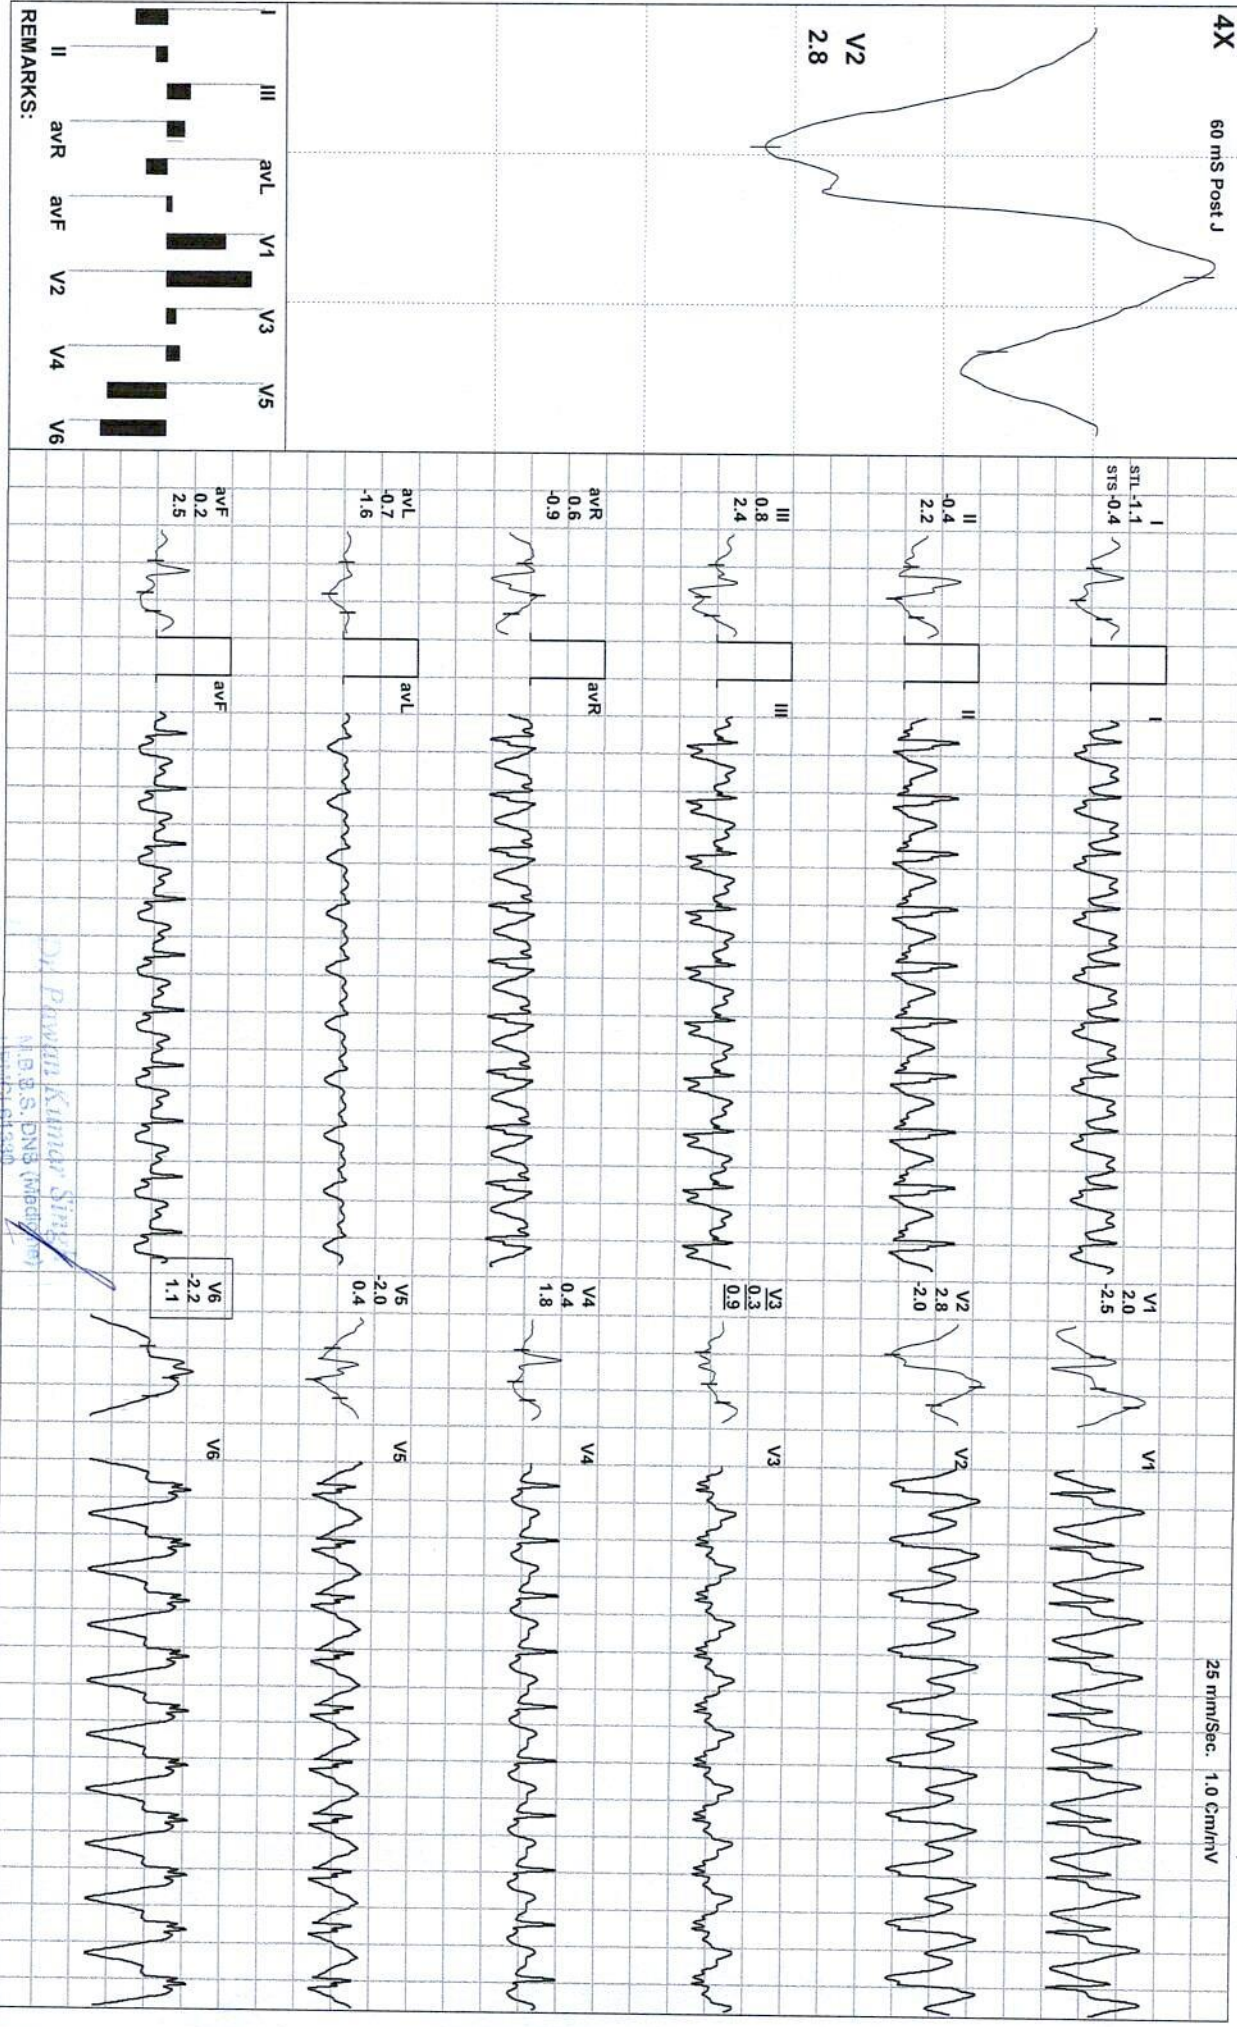 4X
60 mS Post J
V2
2.8
I
II
III
avR
avL
avF
V1
V2
V3
V4
V5
V6
REMARKS:
25 mm/Sec. 1.0 Cm/mV
I
STL -1.1
STS -0.4
I
V1
2.0
-2.5
V1
II
-0.4
2.2
II
V2
2.8
-2.0
V2
III
0.8
2.4
III
V3
0.3
0.9
V3
avR
0.6
-0.9
avR
V4
0.4
1.8
V4
avL
-0.7
-1.6
avL
V5
-2.0
0.4
V5
avF
0.2
2.5
avF
V6
-2.2
1.1
V6
Dr. Pawan Kumar Singh
M.B.B.S. DNB (Medicine)